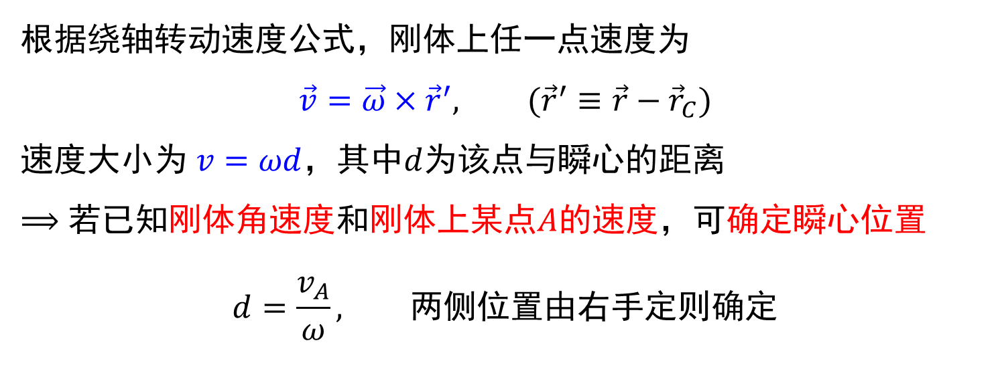 根据绕轴转动速度公式，刚体上任一点速度为
$\vec{v} = \vec{\omega} \times \vec{r}\,'$,  $(\vec{r}\,' \equiv \vec{r} - \vec{r}_C)$
速度大小为 $v = \omega d$，其中$d$为该点与瞬心的距离
⟹ 若已知刚体角速度和刚体上某点$A$的速度，可确定瞬心位置
$d = \frac{v_A}{\omega}$,  两侧位置由右手定则确定